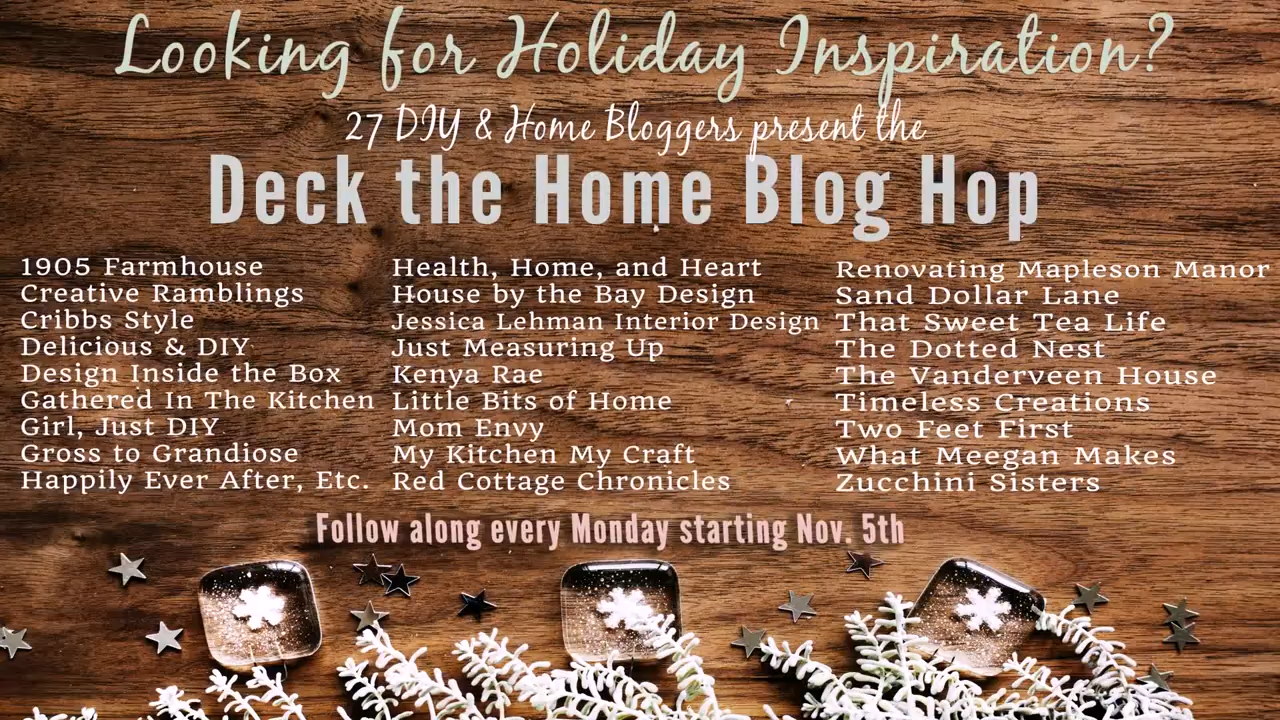 Looking for Holiday Inspiration?
27 DIY & Home Bloggers present the
Deck the Home Blog Hop
1905 Farmhouse
Creative Ramblings
Cribbs Style
Delicious & DIY
Design Inside the Box
Gathered In The Kitchen
Girl, Just DIY
Gross to Grandiose
Happily Ever After, Etc.
Health, Home, and Heart
House by the Bay Design
Jessica Lehman Interior Design
Just Measuring Up
Kenya Rae
Little Bits of Home
Mom Envy
My Kitchen My Craft
Red Cottage Chronicles
Renovating Mapleson Manor
Sand Dollar Lane
That Sweet Tea Life
The Dotted Nest
The Vanderveen House
Timeless Creations
Two Feet First
What Meegan Makes
Zucchini Sisters
Follow along every Monday starting Nov. 5th